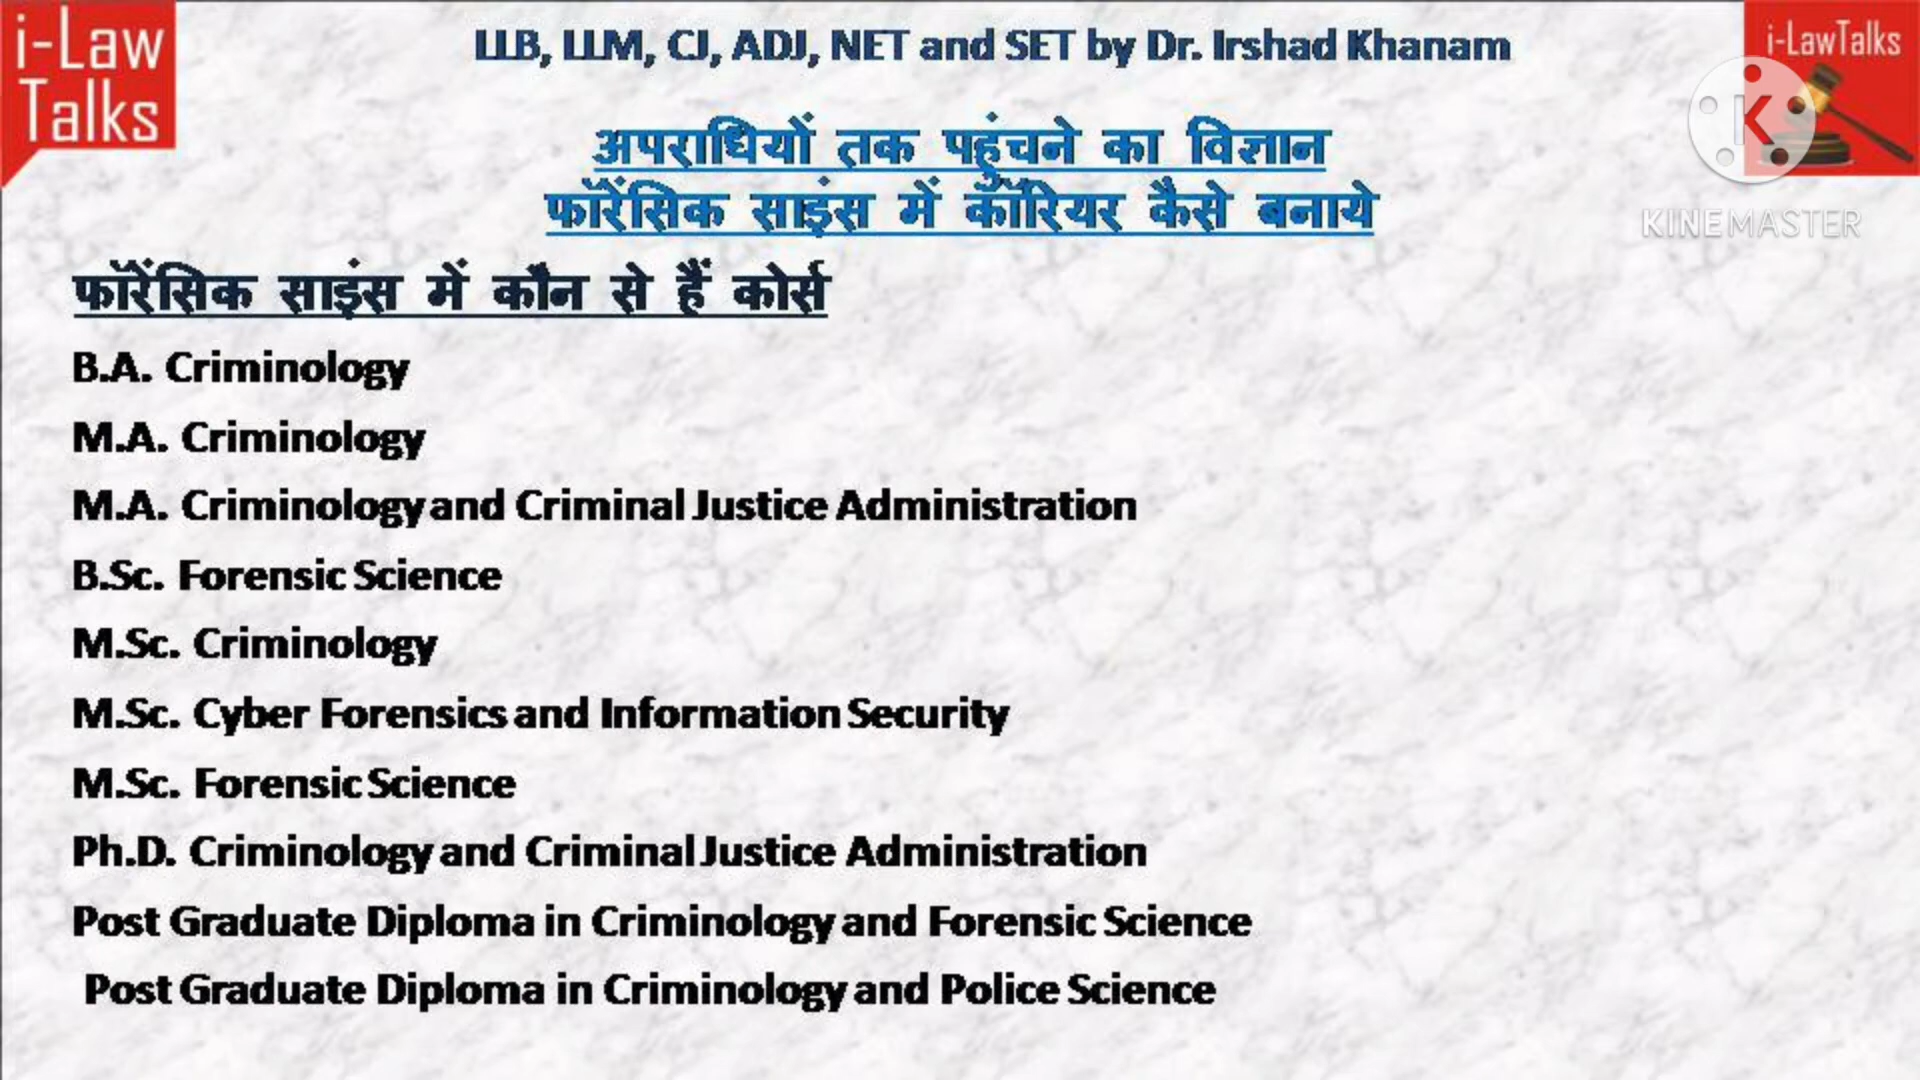 i-Law
Talks
LLB, LLM, CJ, ADJ, NET and SET by Dr. Irshad Khanam
i-LawTalks
K
KINEMASTER
अपराधियों तक पहुंचने का विज्ञान
फॉरेंसिक साइंस में कॉरियर कैसे बनाये
फॉरेंसिक साइंस में कौन से हैं कोर्स
B.A. Criminology
M.A. Criminology
M.A. Criminology and Criminal Justice Administration
B.Sc. Forensic Science
M.Sc. Criminology
M.Sc. Cyber Forensics and Information Security
M.Sc. Forensic Science
Ph.D. Criminology and Criminal Justice Administration
Post Graduate Diploma in Criminology and Forensic Science
Post Graduate Diploma in Criminology and Police Science